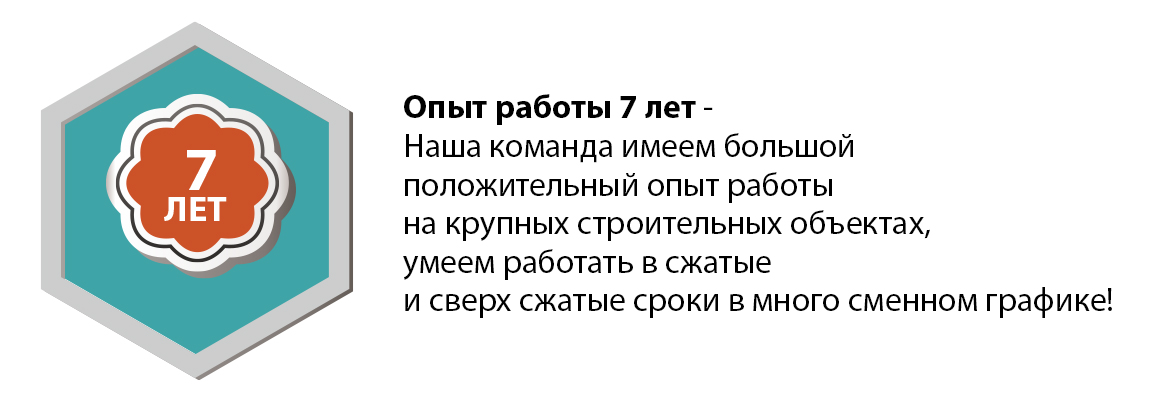 7
ЛЕТ
Опыт работы 7 лет -
Наша команда имеем большой
положительный опыт работы
на крупных строительных объектах,
умеем работать в сжатые
и сверх сжатые сроки в много сменном графике!